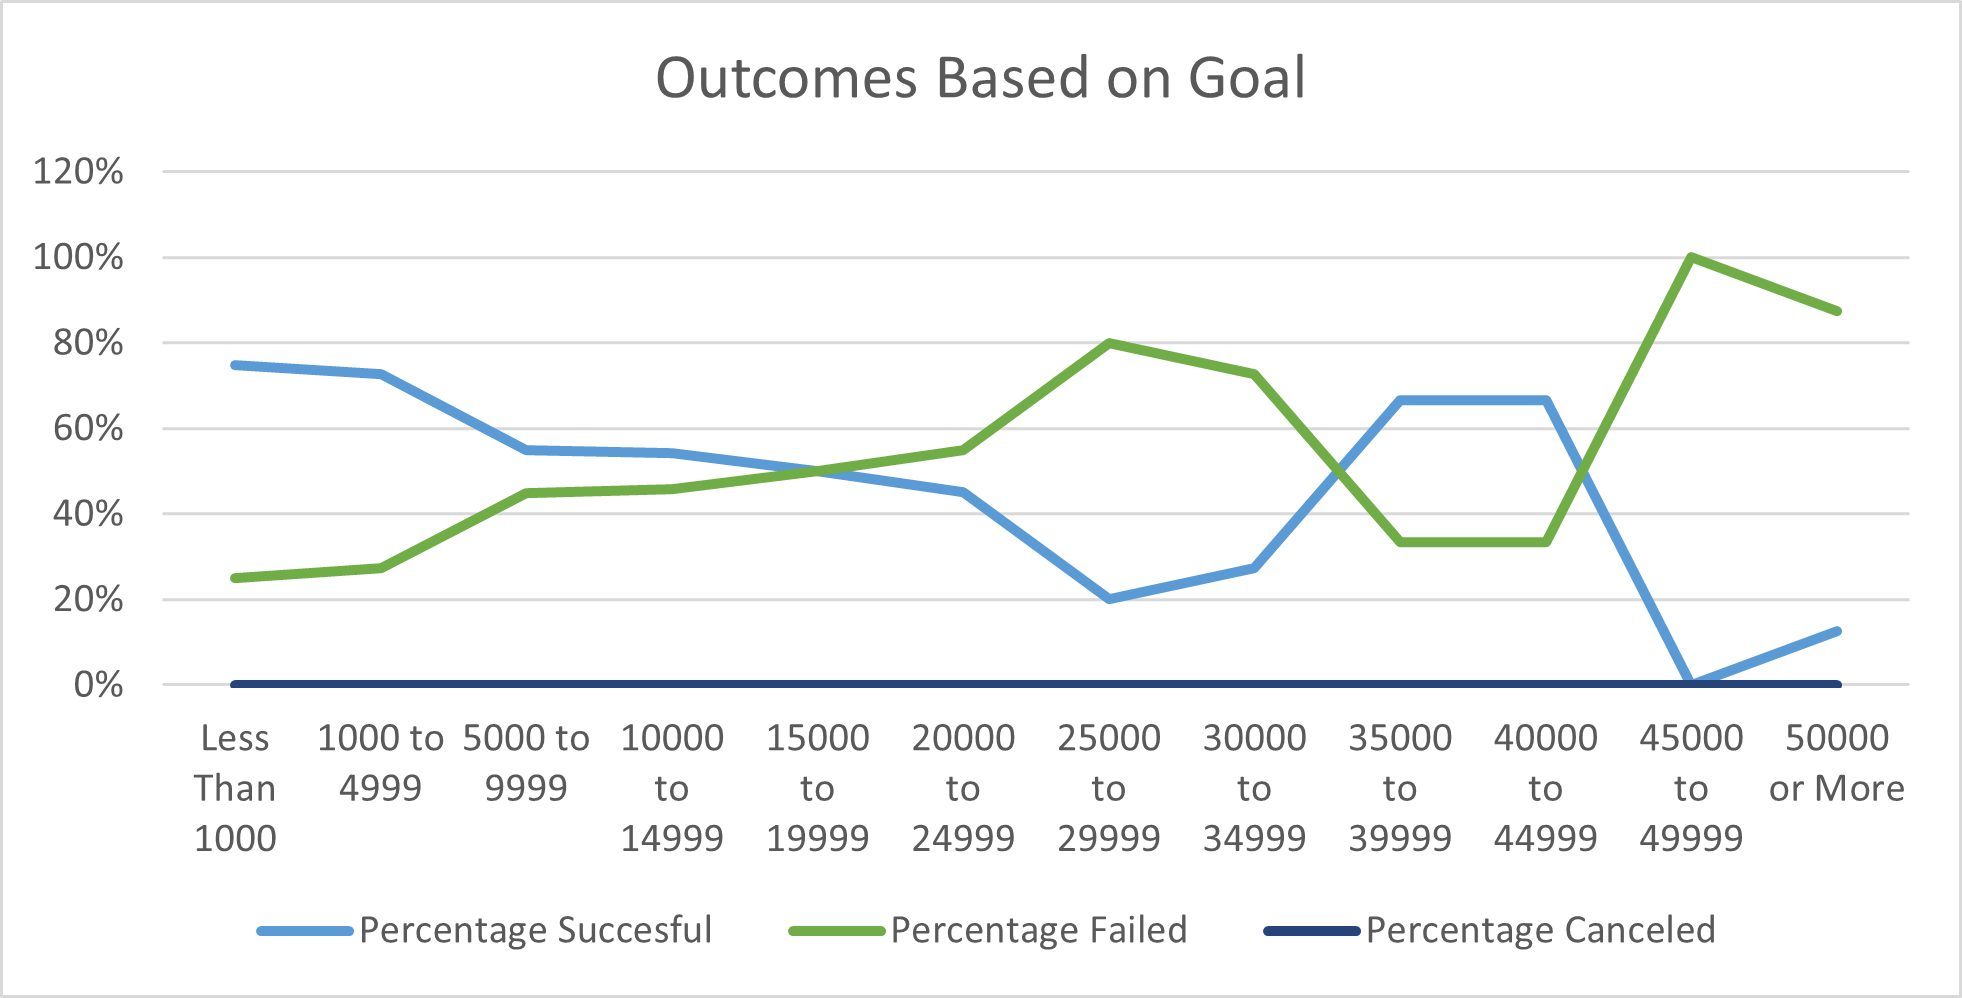 Outcomes Based on Goal
120%
100%
80%
60%
40%
20%
0%
Less Than 1000
1000 to 4999
5000 to 9999
10000 to 14999
15000 to 19999
20000 to 24999
25000 to 29999
30000 to 34999
35000 to 39999
40000 to 44999
45000 to 49999
50000 or More
Percentage Succesful
Percentage Failed
Percentage Canceled